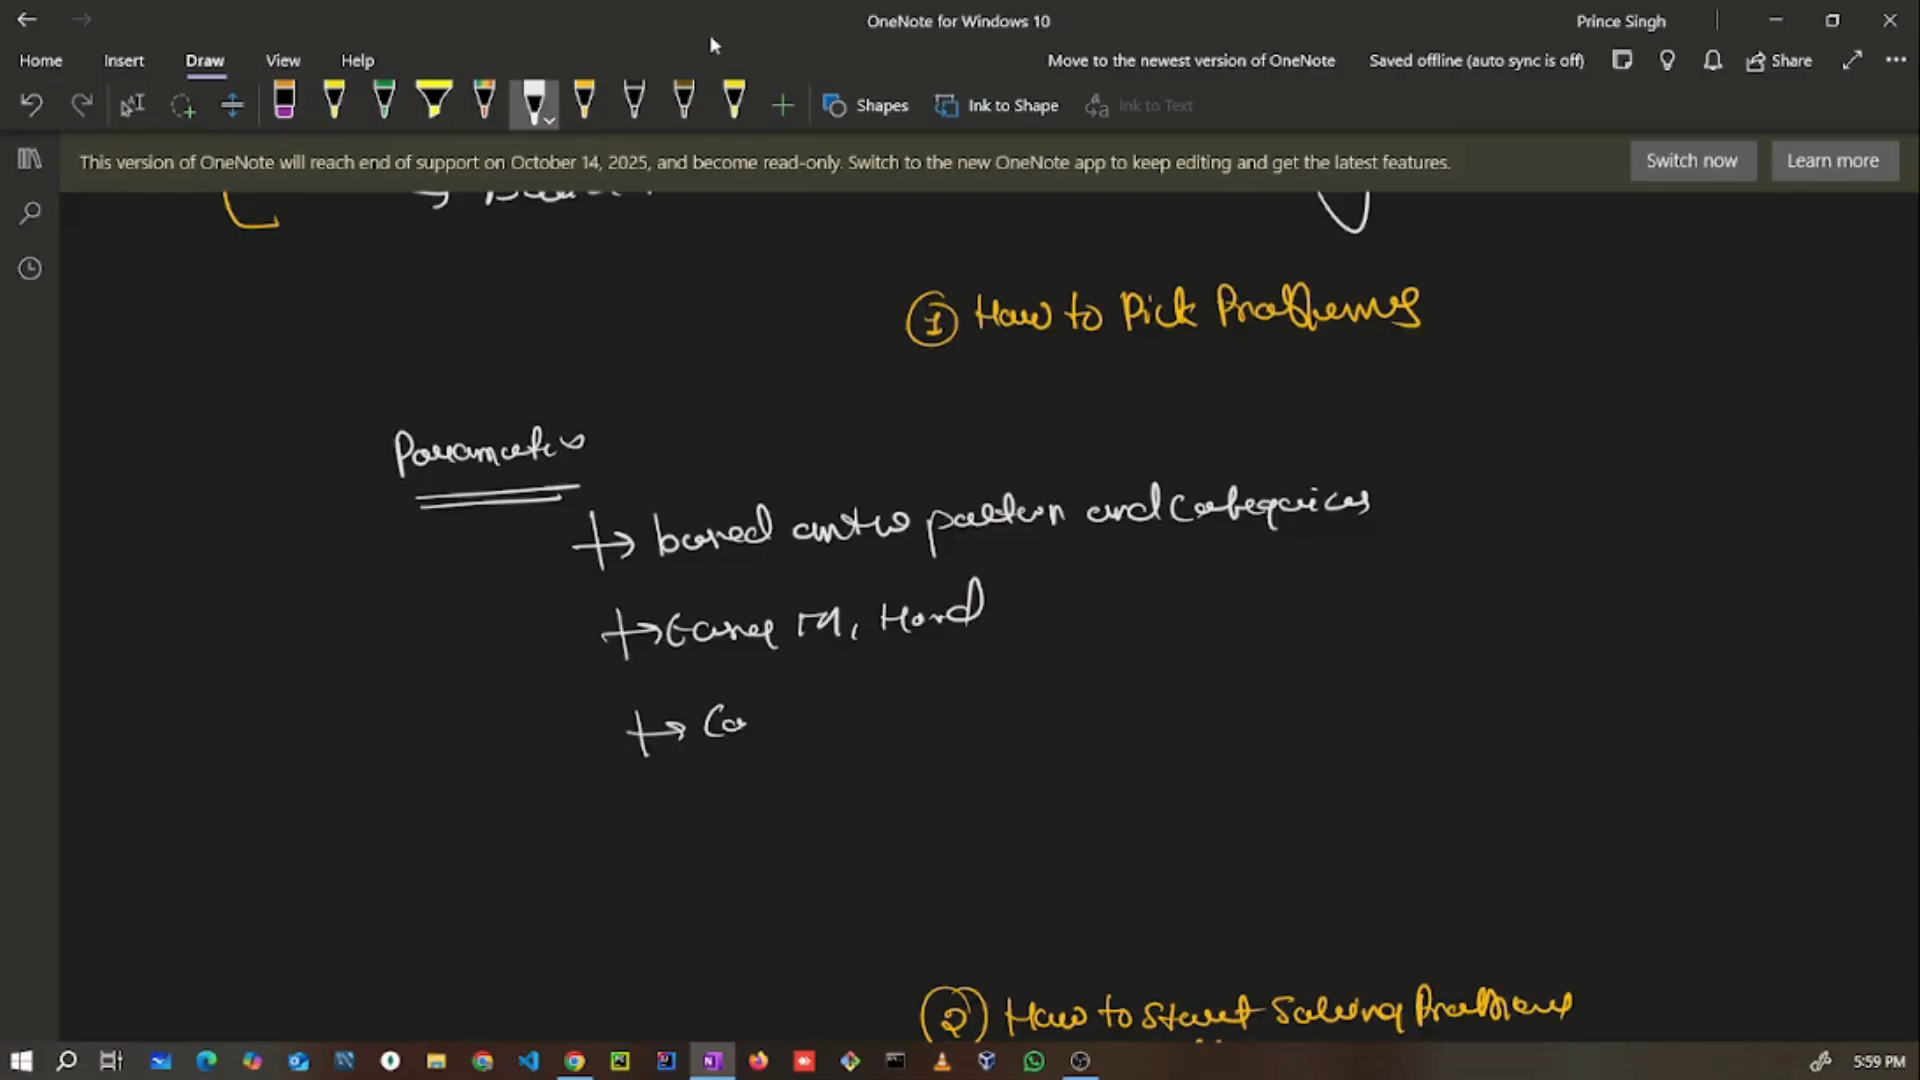 OneNote for Windows 10
Prince Singh
Home Insert Draw View Help
Move to the newest version of OneNote Saved offline (auto sync is off) Share
Shapes Ink to Shape Ink to Text
This version of OneNote will reach end of support on October 14, 2025, and become read-only. Switch to the new OneNote app to keep editing and get the latest features. Switch now Learn more
1 How to Pick Problems
Parameters
based pattern and Categories
Easy M, Hard
Co
2 How to Start Solving Problems
5:59 PM